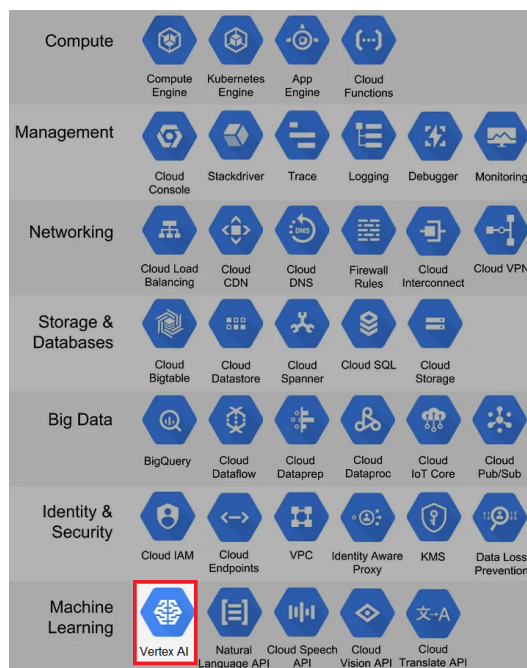 Compute
Compute Engine
Kubernetes Engine
App Engine
Cloud Functions
Management
Cloud Console
Stackdriver
Trace
Logging
Debugger
Monitoring
Networking
Cloud Load Balancing
Cloud CDN
DNS
Cloud DNS
Firewall Rules
Cloud Interconnect
Cloud VPN
Storage & Databases
Cloud Bigtable
Cloud Datastore
Cloud Spanner
Cloud SQL
Cloud Storage
Big Data
BigQuery
Cloud Dataflow
Cloud Dataprep
Cloud Dataproc
Cloud IoT Core
Cloud Pub/Sub
Identity & Security
Cloud IAM
Cloud Endpoints
VPC
Identity Aware Proxy
KMS
Data Loss Prevention
Machine Learning
Vertex AI
Natural Language API
Cloud Speech API
Cloud Vision API
文→A
Cloud Translate API